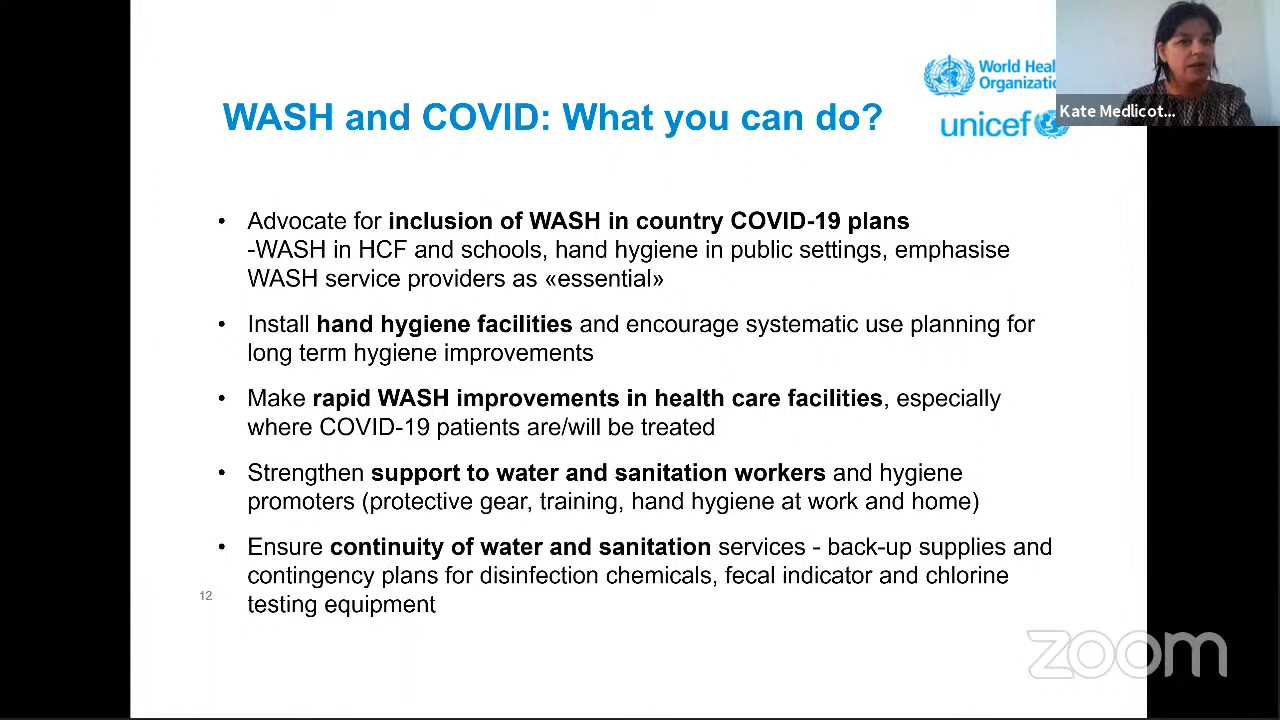 World Heal
Organizatio
unicef
Kate Medlicot...
WASH and COVID: What you can do?
• Advocate for inclusion of WASH in country COVID-19 plans
-WASH in HCF and schools, hand hygiene in public settings, emphasise
WASH service providers as «essential»
• Install hand hygiene facilities and encourage systematic use planning for
long term hygiene improvements
• Make rapid WASH improvements in health care facilities, especially
where COVID-19 patients are/will be treated
• Strengthen support to water and sanitation workers and hygiene
promoters (protective gear, training, hand hygiene at work and home)
• Ensure continuity of water and sanitation services - back-up supplies and
contingency plans for disinfection chemicals, fecal indicator and chlorine
testing equipment
12
zoom